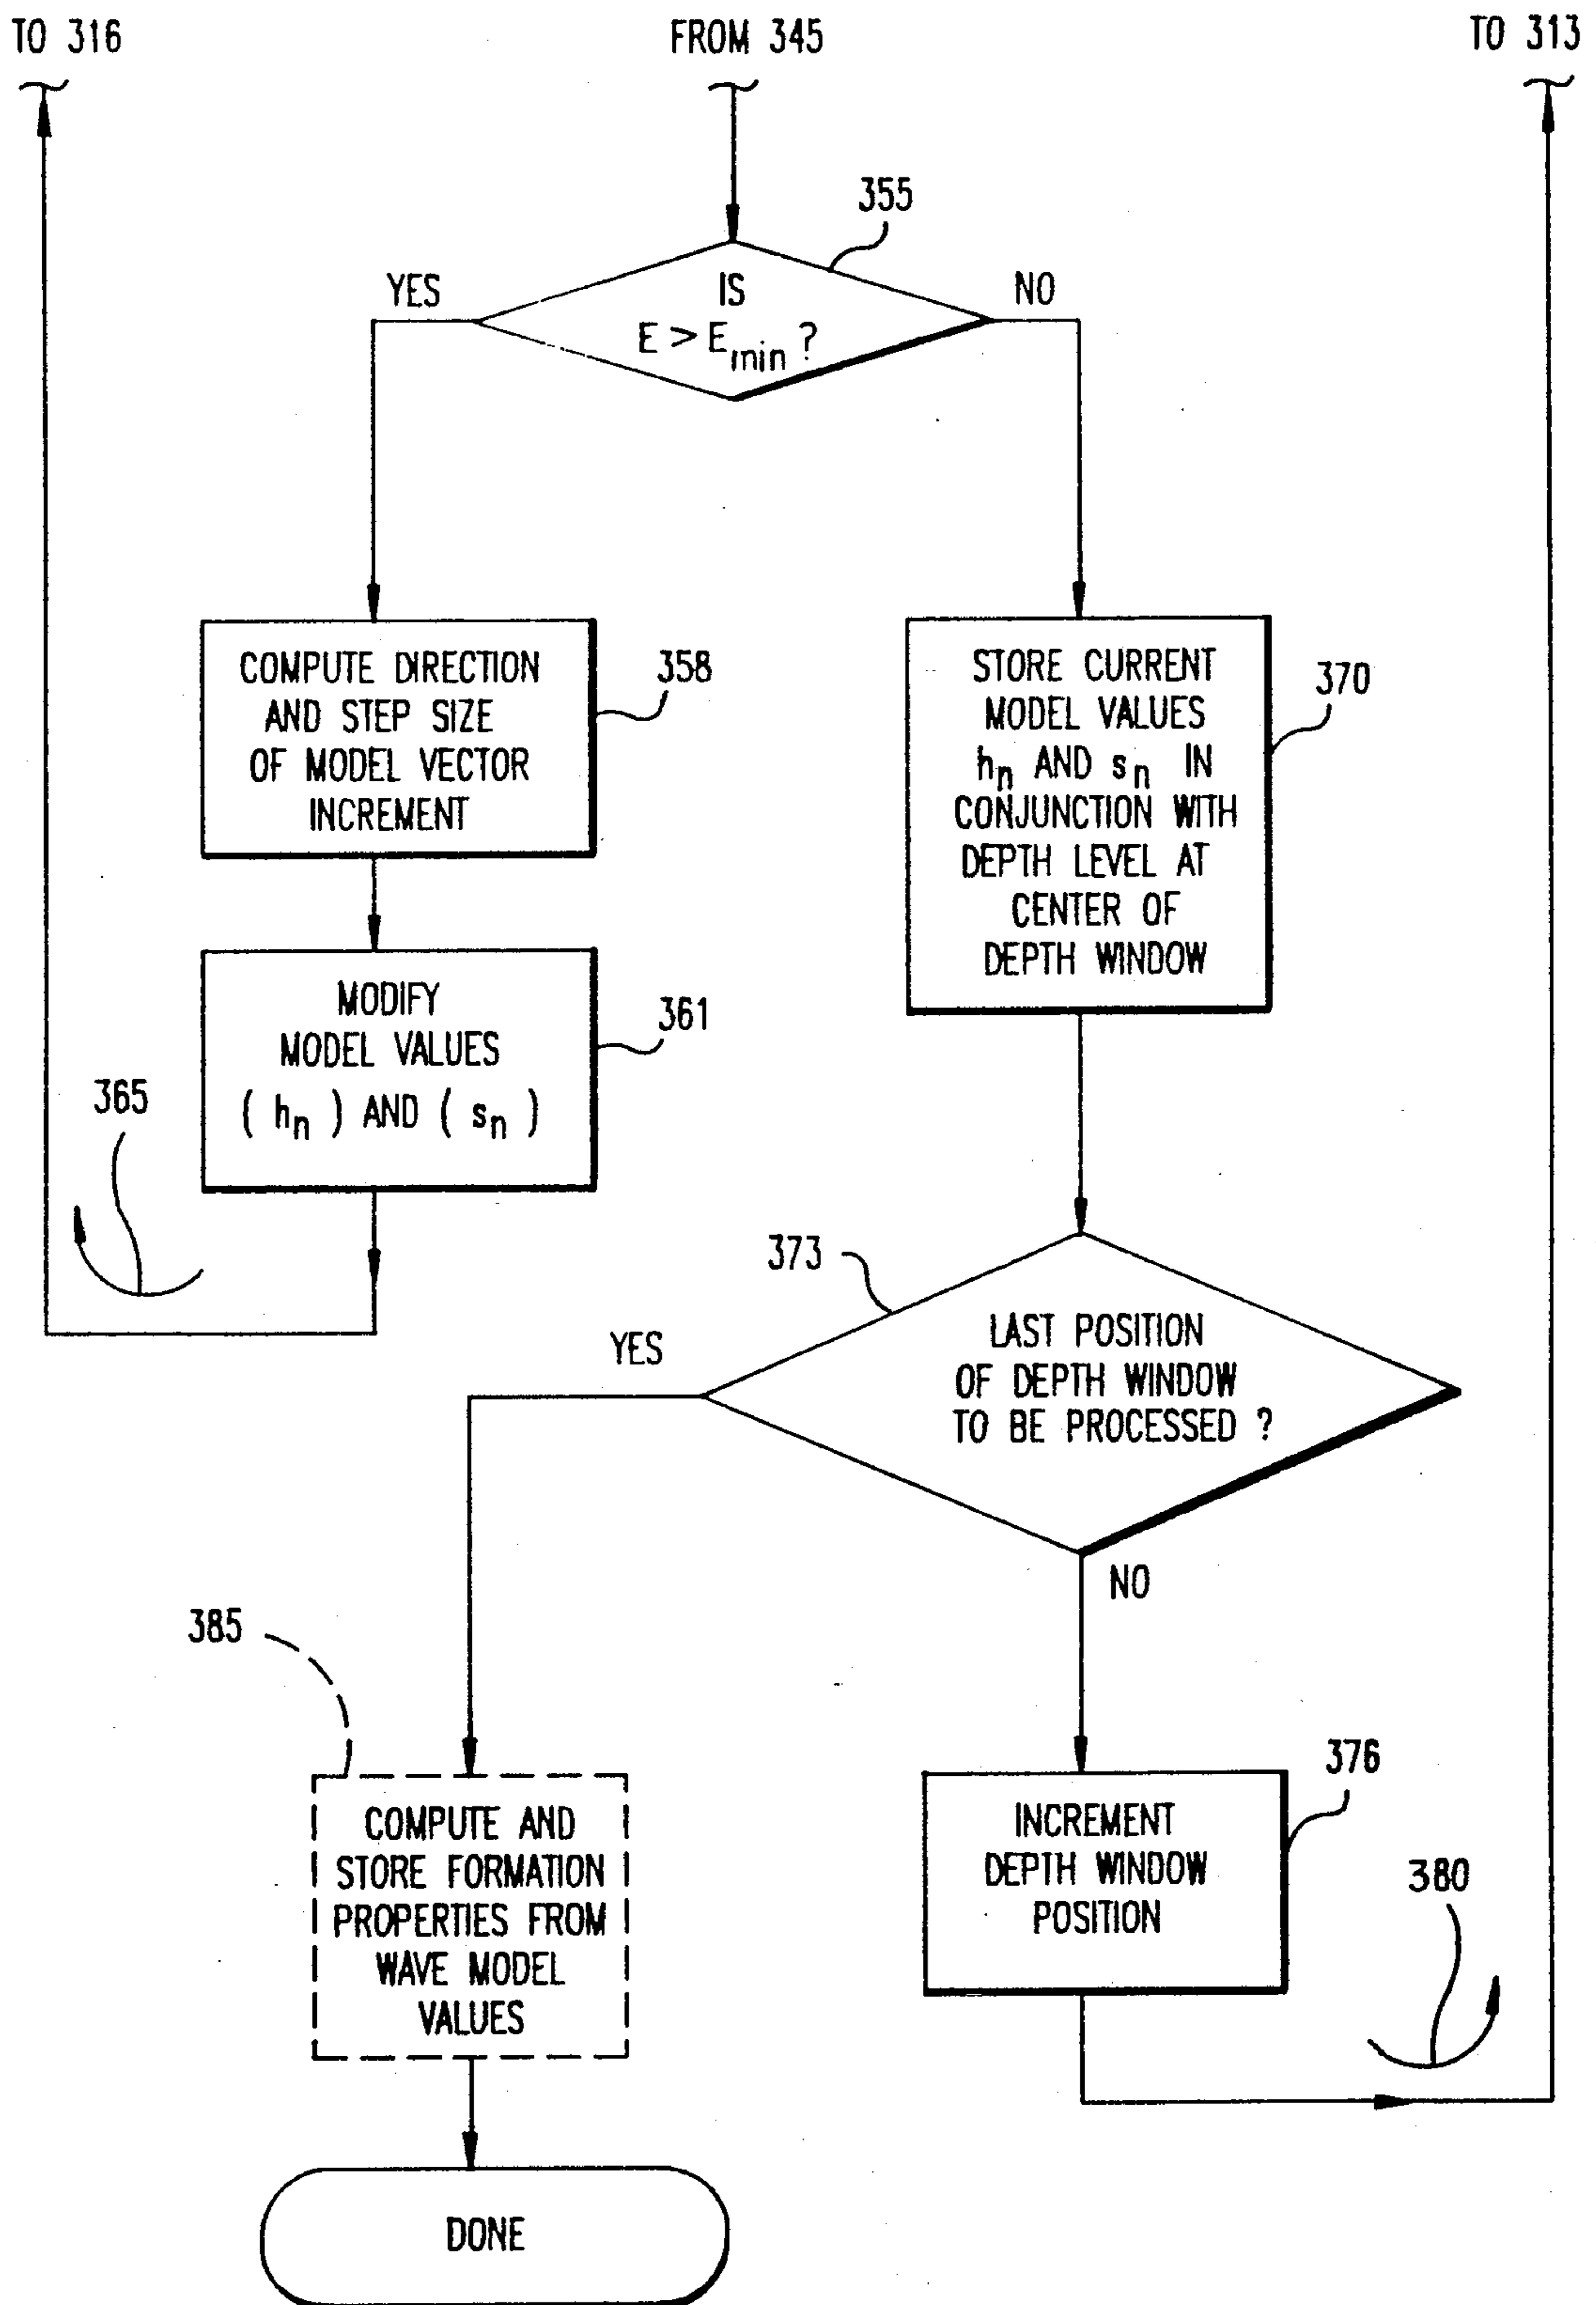 TO 316
FROM 345
TO 313
355
YES
IS
E > E_min ?
NO
COMPUTE DIRECTION
AND STEP SIZE
OF MODEL VECTOR
INCREMENT
358
STORE CURRENT
MODEL VALUES
h_n AND s_n IN
CONJUNCTION WITH
DEPTH LEVEL AT
CENTER OF
DEPTH WINDOW
370
MODIFY
MODEL VALUES
( h_n ) AND ( s_n )
361
365
373
YES
LAST POSITION
OF DEPTH WINDOW
TO BE PROCESSED ?
NO
385
COMPUTE AND
STORE FORMATION
PROPERTIES FROM
WAVE MODEL
VALUES
INCREMENT
DEPTH WINDOW
POSITION
376
380
DONE